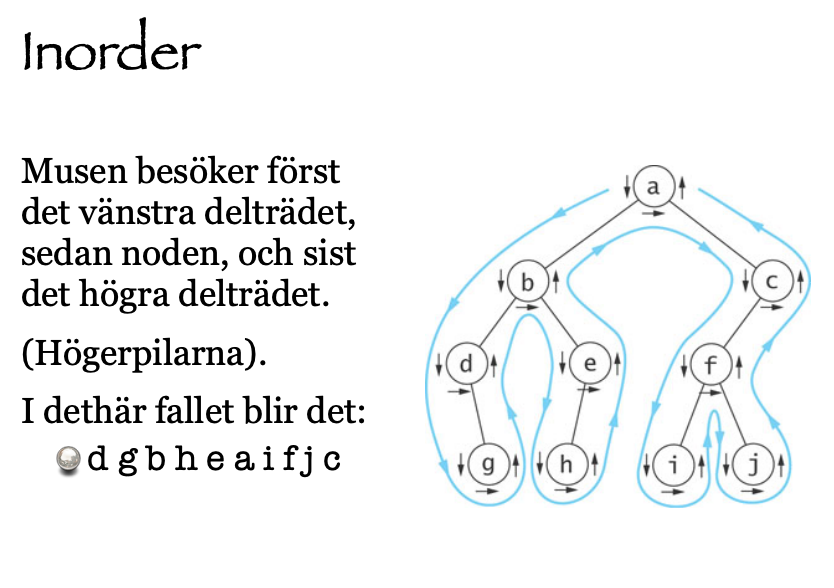 Inorder
Musen besöker först
det vänstra delträdet,
sedan noden, och sist
det högra delträdet.
(Högerpilarna).
I dethär fallet blir det:
d g b h e a i f j c
a
b
c
d
e
f
g
h
i
j